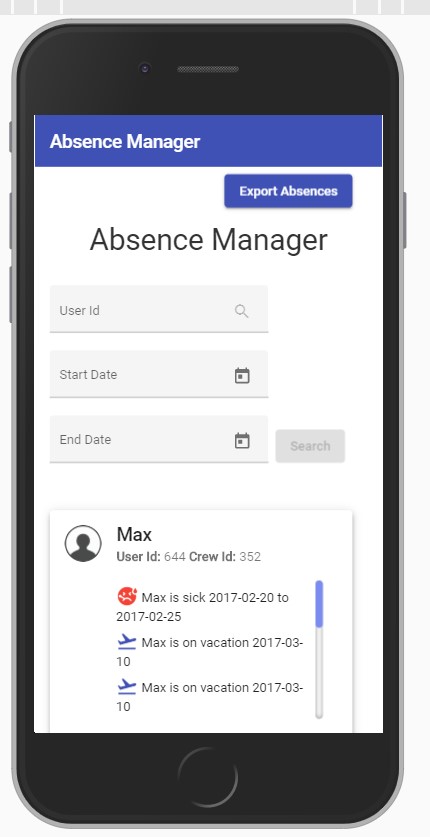 Absence Manager
Export Absences
Absence Manager
User Id
Start Date
End Date
Search
Max
User Id: 644 Crew Id: 352
Max is sick 2017-02-20 to
2017-02-25
Max is on vacation 2017-03-
10
Max is on vacation 2017-03-
10